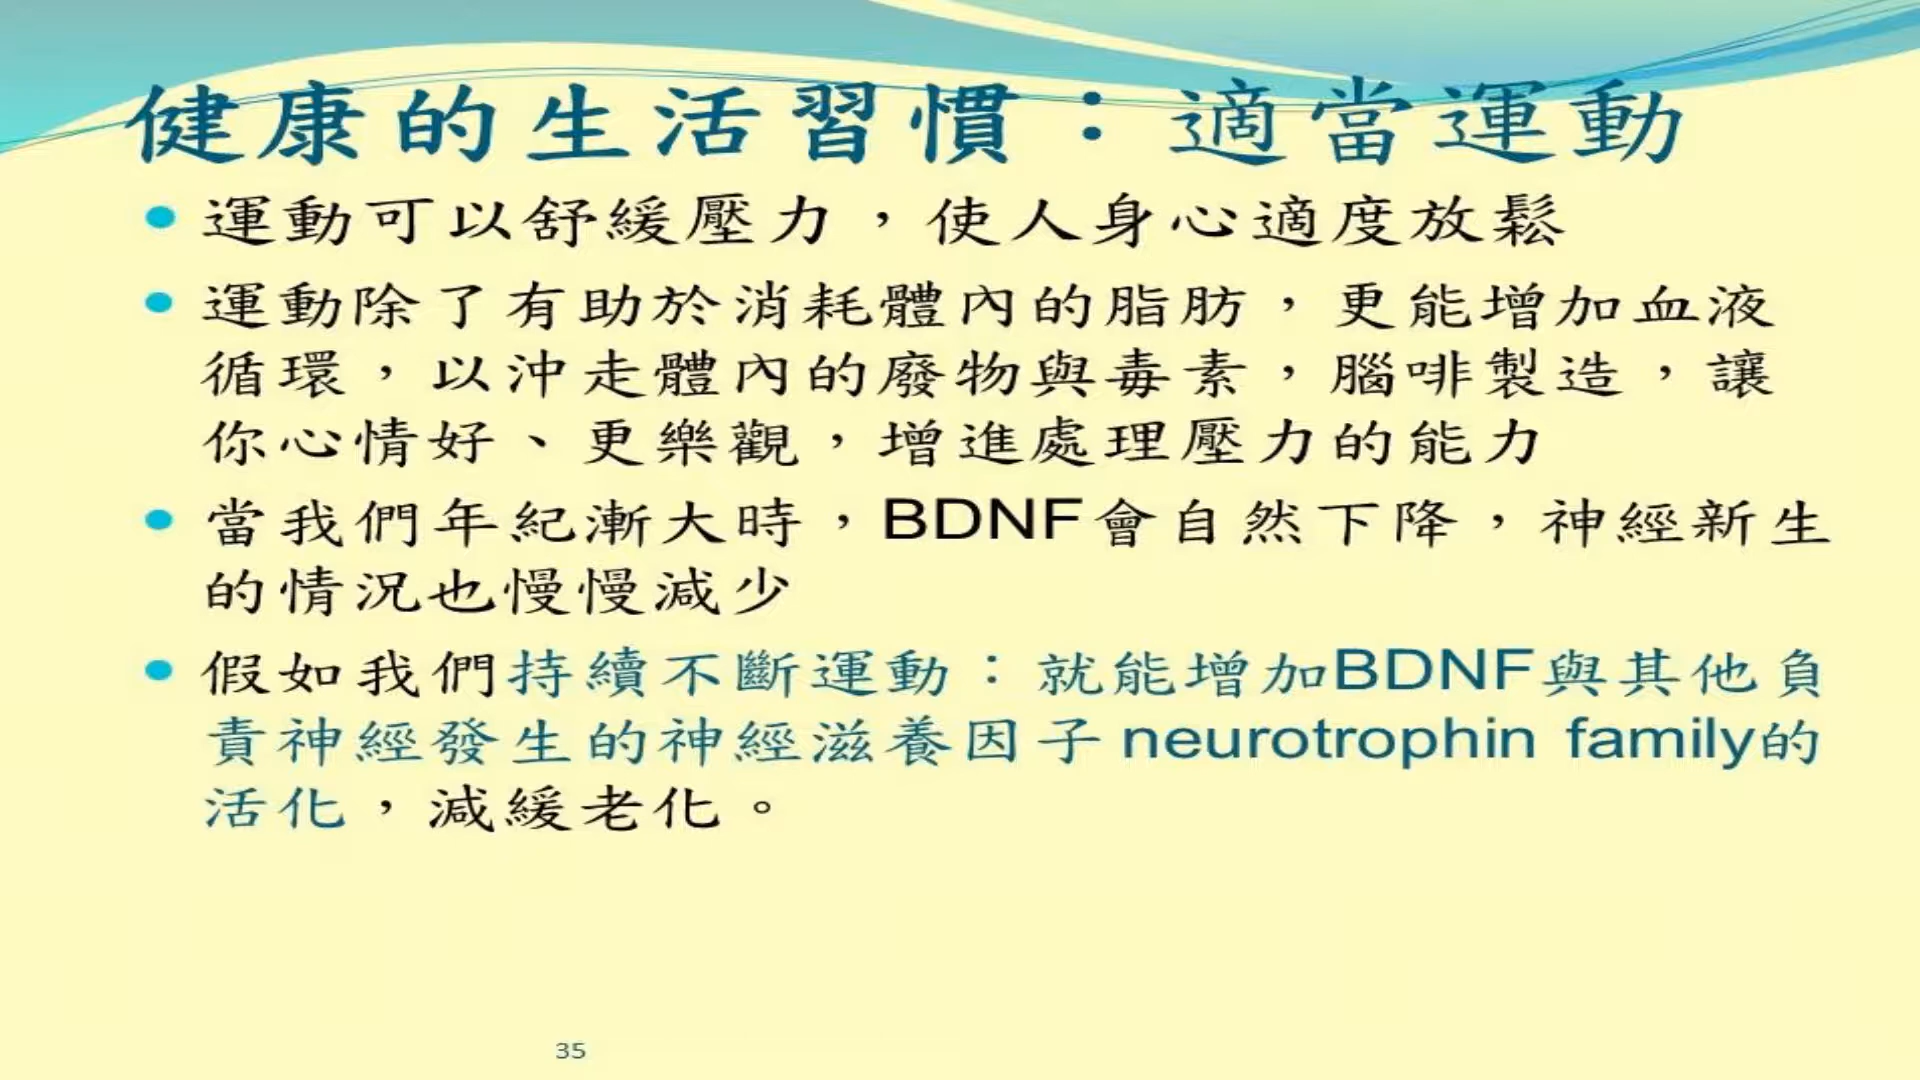 健康的生活習慣：適當運動
運動可以舒緩壓力，使人身心適度放鬆
運動除了有助於消耗體內的脂肪，更能增加血液
循環，以沖走體內的廢物與毒素，腦啡製造，讓
你心情好、更樂觀，增進處理壓力的能力
當我們年紀漸大時，BDNF會自然下降，神經新生
的情況也慢慢減少
假如我們持續不斷運動：就能增加BDNF與其他負
責神經發生的神經滋養因子 neurotrophin family的
活化，減緩老化。
35